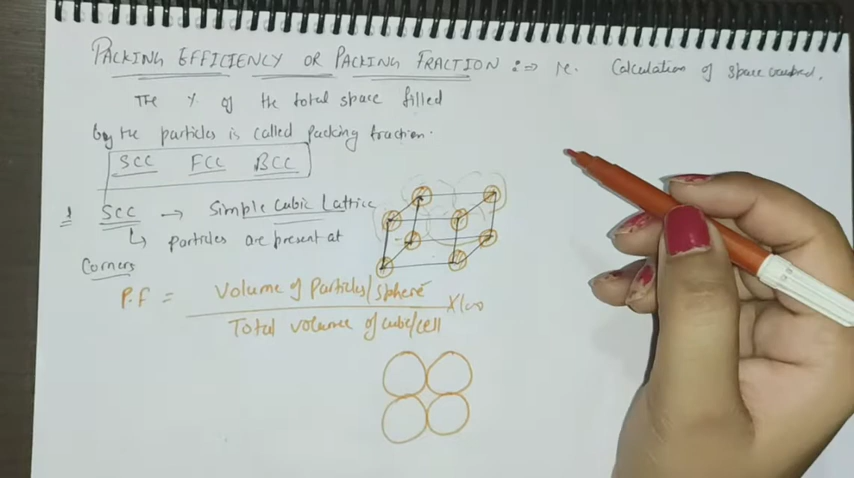 PACKING EFFICIENCY OR PACKING FRACTION :⇒ Calculation of space
The % of the total space filled
by the particles is called packing fraction.
SCC FCC BCC
1 SCC → Simple Cubic Lattice
↳ particles are present at
Corners
P.F = Volume of Particles/sphere
Total volume of cube/cell X100